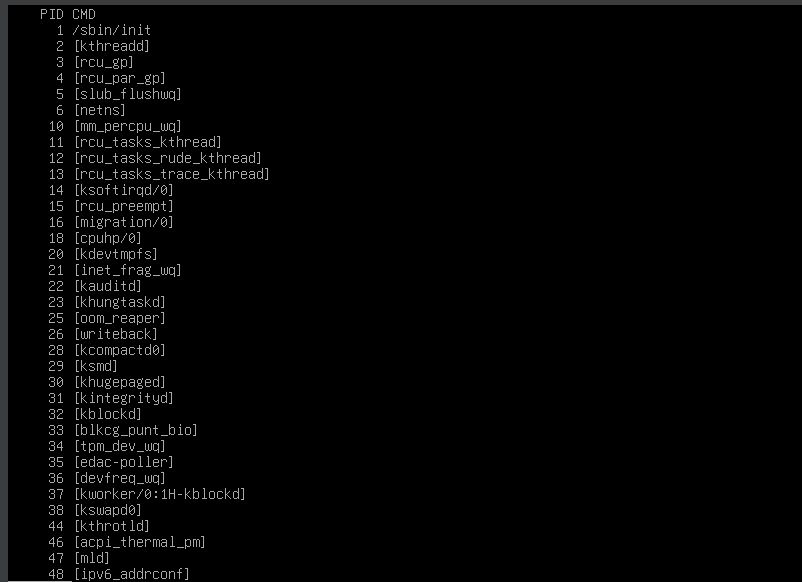 PID CMD
1 /sbin/init
2 [kthreadd]
3 [rcu_gp]
4 [rcu_par_gp]
5 [slub_flushwq]
6 [netns]
10 [mm_percpu_wq]
11 [rcu_tasks_kthread]
12 [rcu_tasks_rude_kthread]
13 [rcu_tasks_trace_kthread]
14 [ksoftirqd/0]
15 [rcu_preempt]
16 [migration/0]
18 [cpuhp/0]
20 [kdevtmpfs]
21 [inet_frag_wq]
22 [kauditd]
23 [khungtaskd]
25 [oom_reaper]
26 [writeback]
28 [kcompactd0]
29 [ksmd]
30 [khugepaged]
31 [kintegrityd]
32 [kblockd]
33 [blkcg_punt_bio]
34 [tpm_dev_wq]
35 [edac-poller]
36 [devfreq_wq]
37 [kworker/0:1H-kblockd]
38 [kswapd0]
44 [kthrotld]
46 [acpi_thermal_pm]
47 [mld]
48 [ipv6_addrconf]